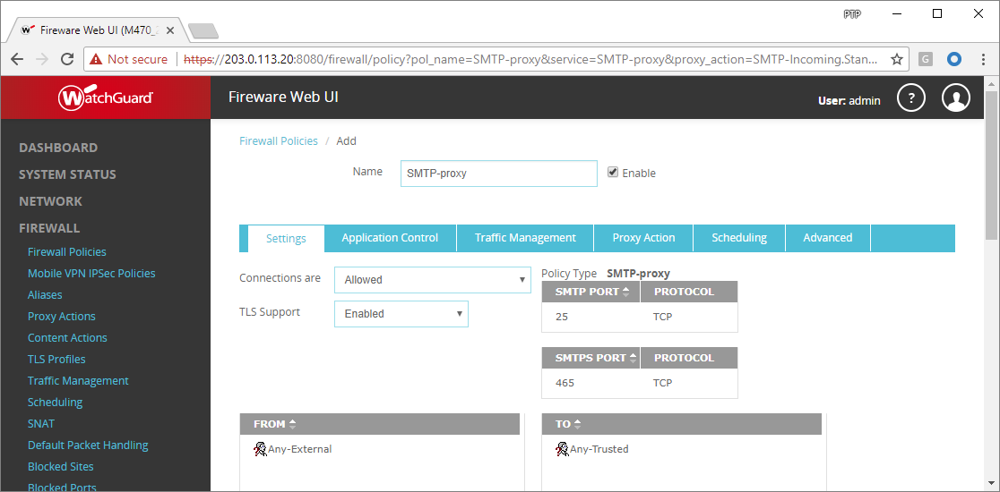 PTP
Fireware Web UI (M470_
Not secure | https://203.0.113.20:8080/firewall/policy?pol_name=SMTP-proxy&service=SMTP-proxy&proxy_action=SMTP-Incoming.Stan... G
WatchGuard Fireware Web UI User: admin ?
DASHBOARD
SYSTEM STATUS
NETWORK
FIREWALL
Firewall Policies
Mobile VPN IPSec Policies
Aliases
Proxy Actions
Content Actions
TLS Profiles
Traffic Management
Scheduling
SNAT
Default Packet Handling
Blocked Sites
Blocked Ports
Firewall Policies / Add
Name SMTP-proxy Enable
Settings Application Control Traffic Management Proxy Action Scheduling Advanced
Connections are Allowed
TLS Support Enabled
Policy Type SMTP-proxy
SMTP PORT PROTOCOL
25 TCP
SMTPS PORT PROTOCOL
465 TCP
FROM
Any-External
TO
Any-Trusted